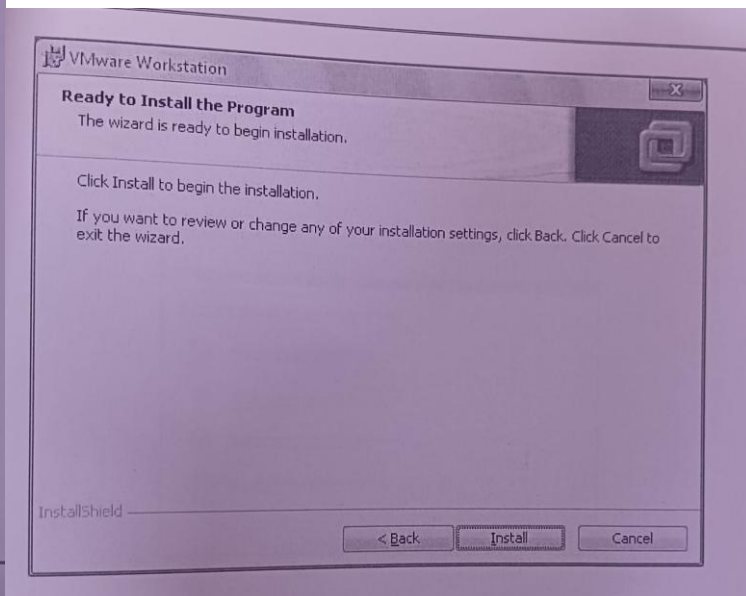 VMware Workstation
X
Ready to Install the Program
The wizard is ready to begin installation.
Click Install to begin the installation.
If you want to review or change any of your installation settings, click Back. Click Cancel to
exit the wizard.
InstallShield
< Back Install Cancel